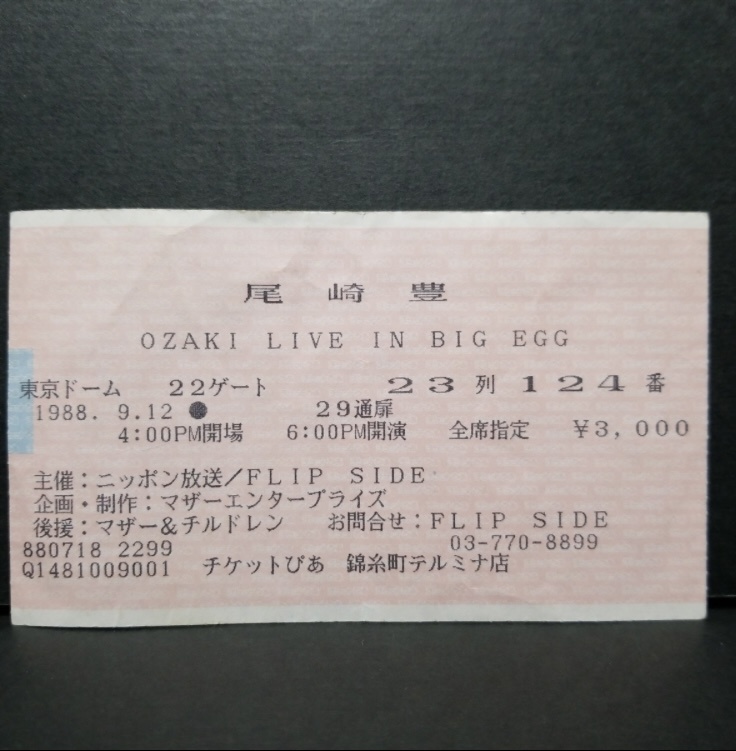 尾崎豊
OZAKI LIVE IN BIG EGG
東京ドーム 22ゲート 23列124番
1988. 9.12 ● 29通扉
4:00PM開場 6:00PM開演 全席指定 ￥3,000
主催：ニッポン放送/FLIP SIDE
企画・制作：マザーエンタープライズ
後援：マザー&チルドレン お問合せ：FLIP SIDE
880718 2299 03-770-8899
Q1481009001 チケットぴあ 錦糸町テルミナ店